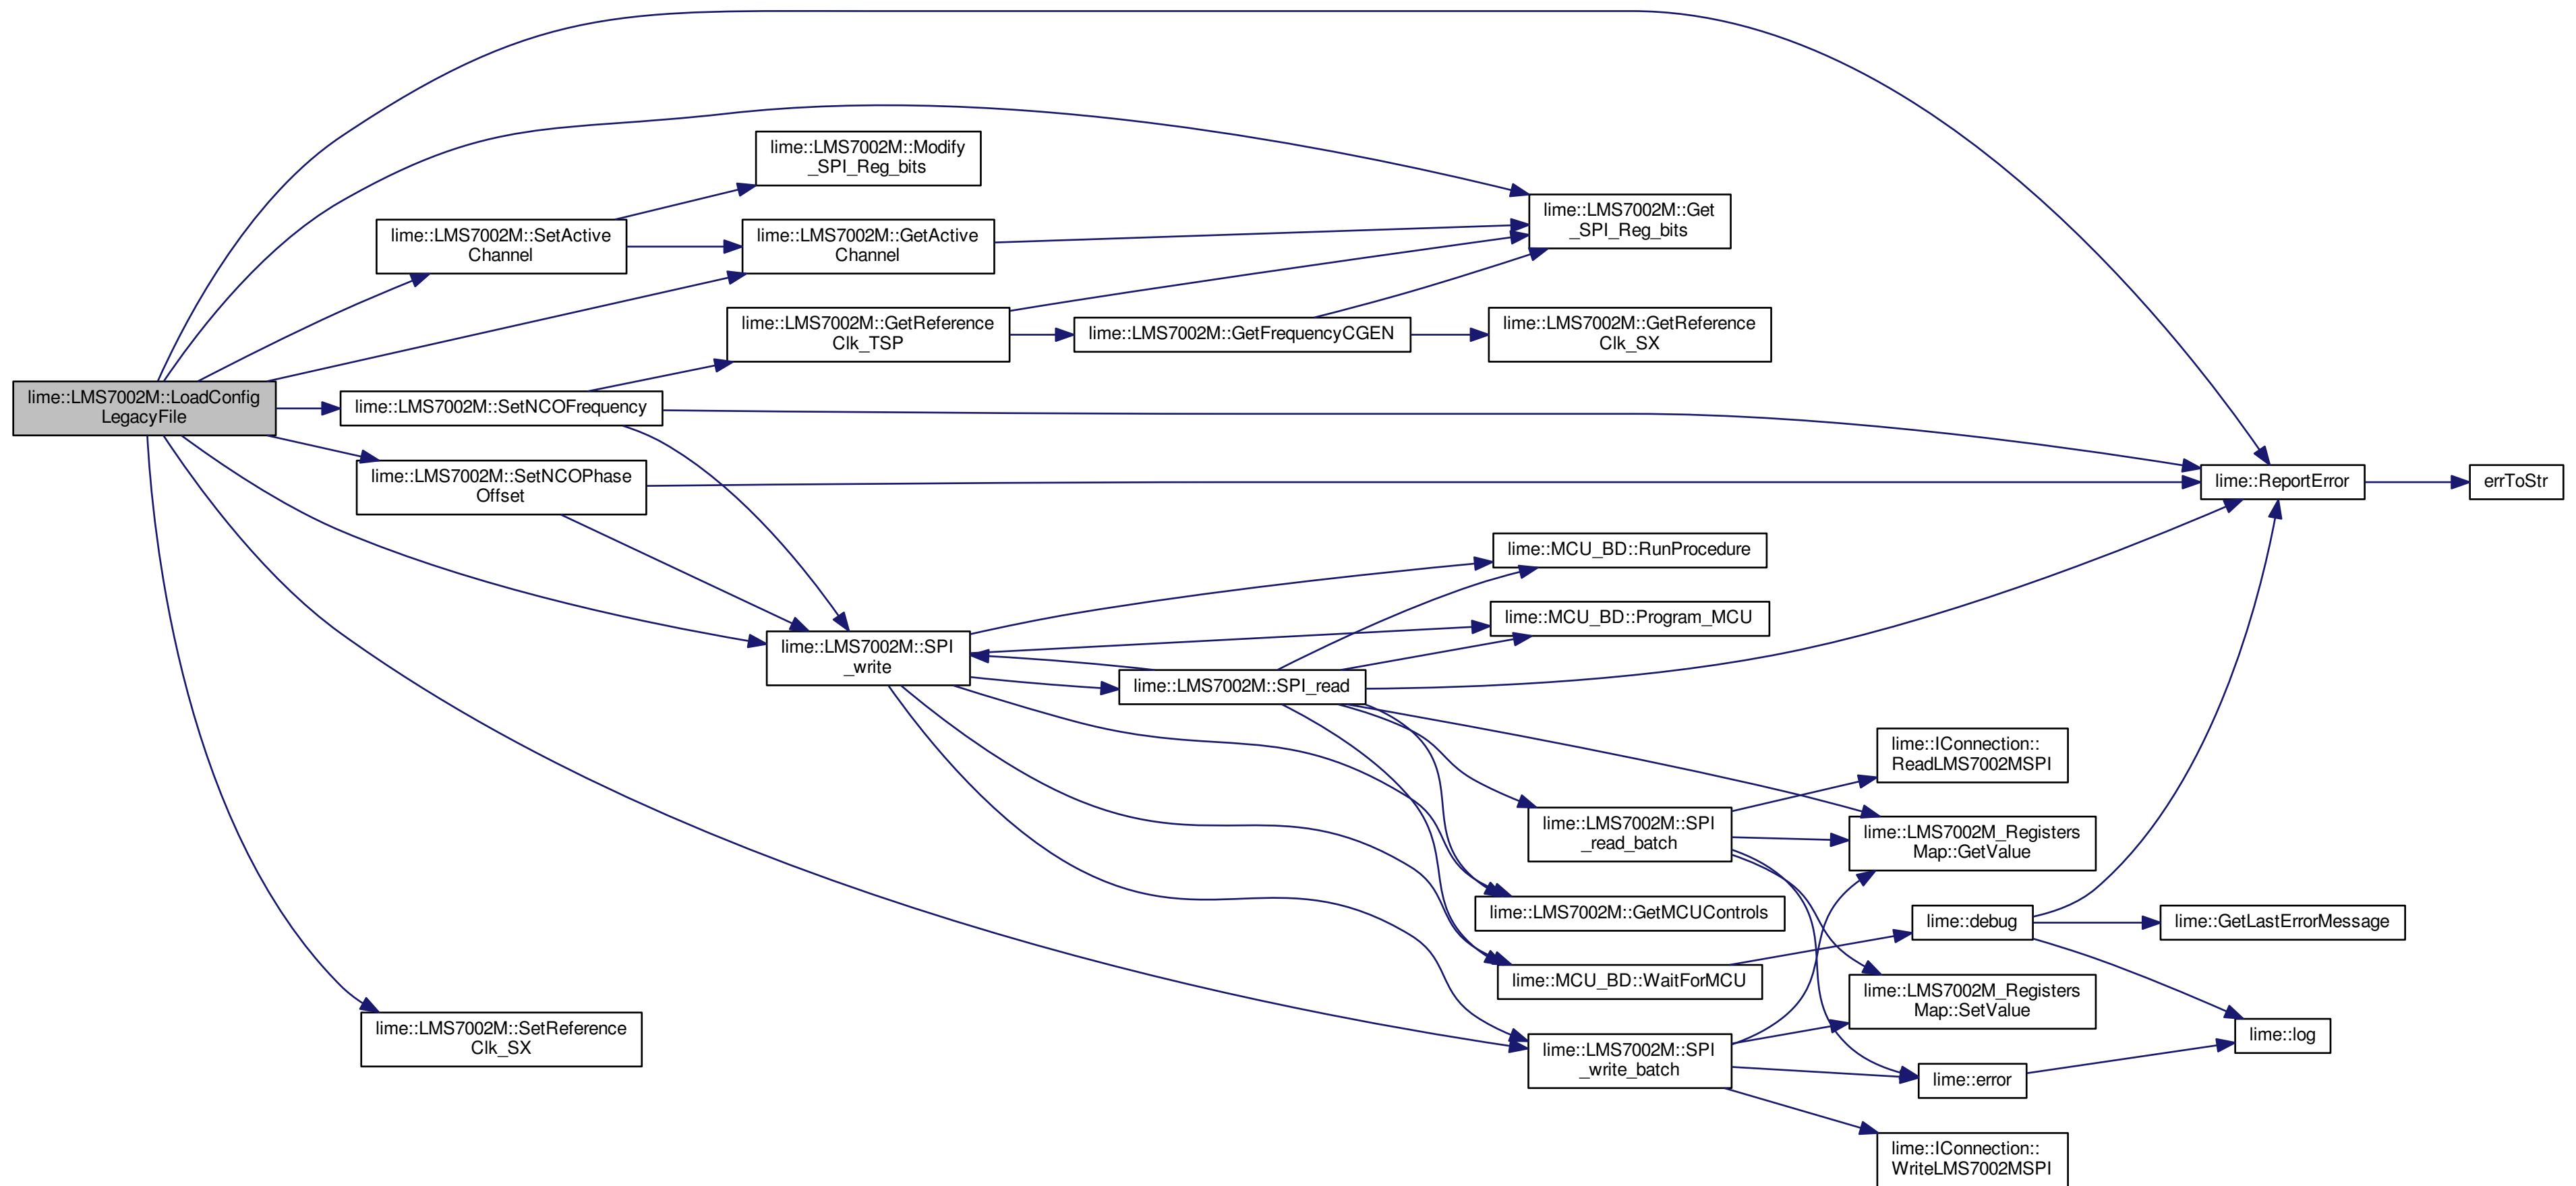 lime::LMS7002M::LoadConfig
LegacyFile
lime::LMS7002M::SetActive
Channel
lime::LMS7002M::SetNCOFrequency
lime::LMS7002M::SetNCOPhase
Offset
lime::LMS7002M::SetReference
Clk_SX
lime::LMS7002M::Modify
_SPI_Reg_bits
lime::LMS7002M::GetActive
Channel
lime::LMS7002M::GetReference
Clk_TSP
lime::LMS7002M::SPI
_write
lime::LMS7002M::GetFrequencyCGEN
lime::LMS7002M::SPI_read
lime::LMS7002M::Get
_SPI_Reg_bits
lime::LMS7002M::GetReference
Clk_SX
lime::MCU_BD::RunProcedure
lime::MCU_BD::Program_MCU
lime::LMS7002M::SPI
_read_batch
lime::LMS7002M::GetMCUControls
lime::MCU_BD::WaitForMCU
lime::LMS7002M::SPI
_write_batch
lime::IConnection::
ReadLMS7002MSPI
lime::LMS7002M_Registers
Map::GetValue
lime::debug
lime::LMS7002M_Registers
Map::SetValue
lime::error
lime::IConnection::
WriteLMS7002MSPI
lime::ReportError
lime::GetLastErrorMessage
lime::log
errToStr